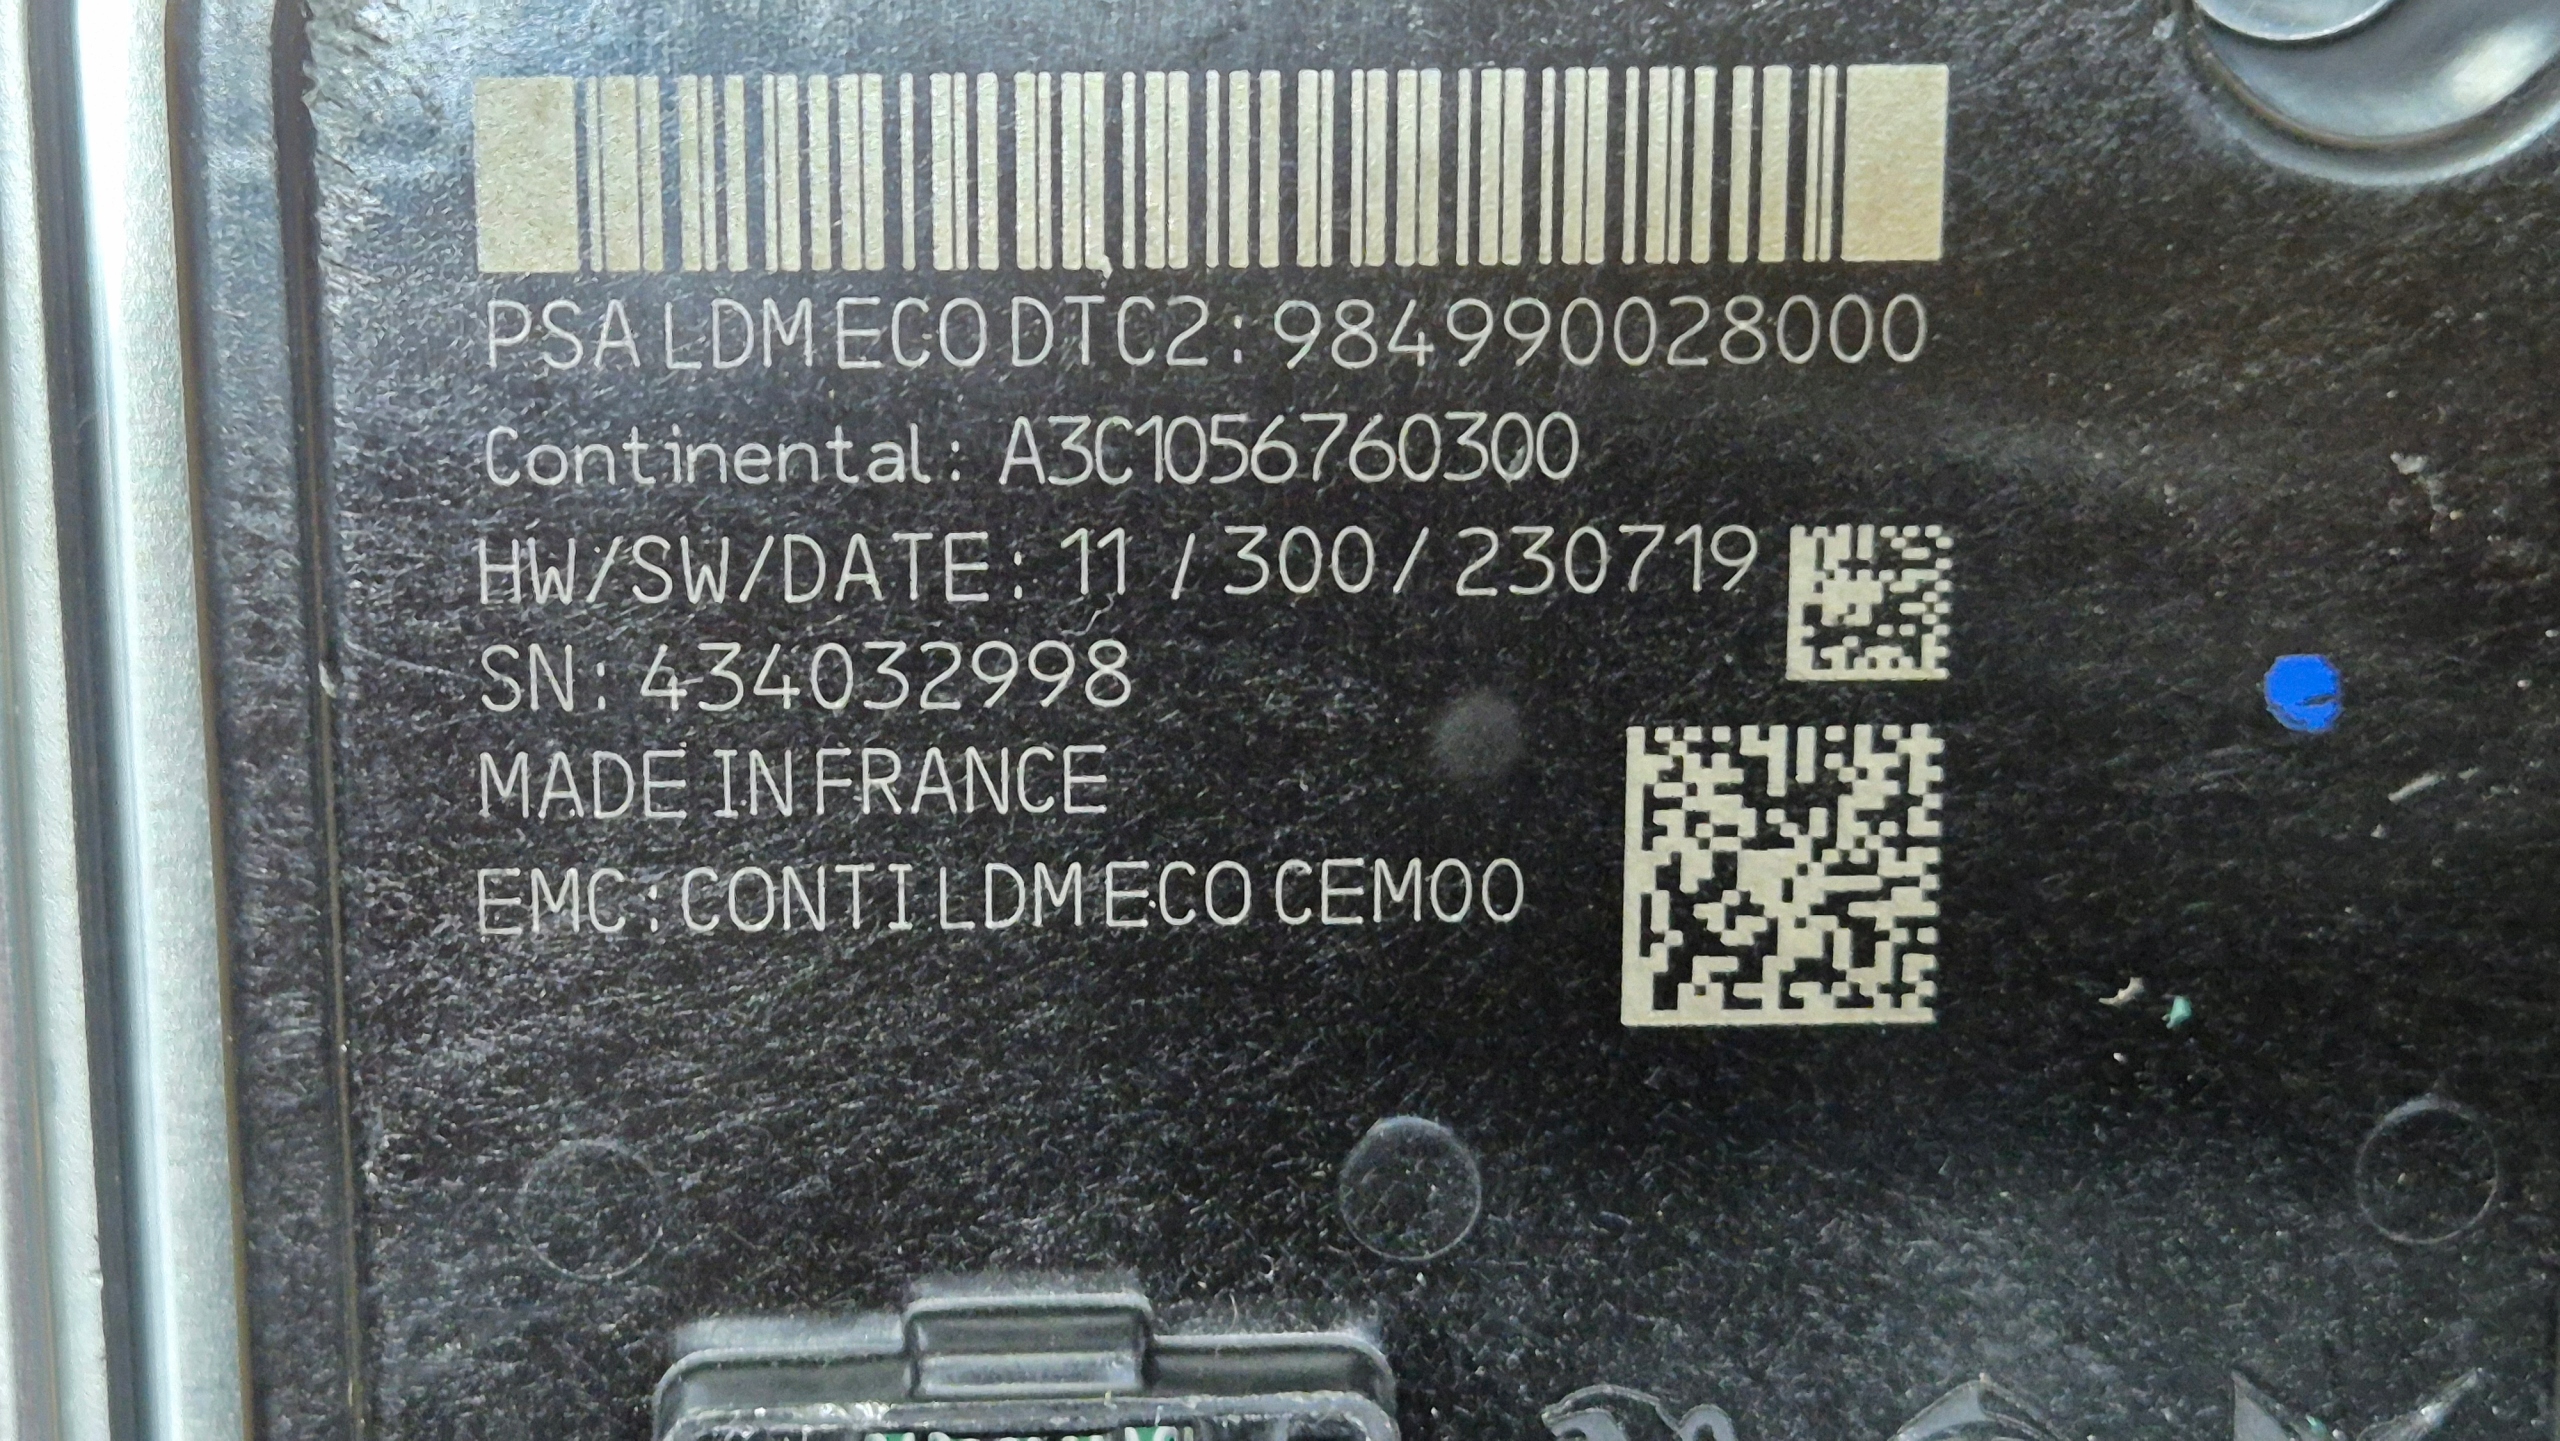 PSA LDM ECO DTC2: 984990028000
Continental: A3C1056760300
HW/SW/DATE: 11 / 300 / 230719
SN: 434032998
MADE IN FRANCE
EMC: CONTI LDM ECO CEM00